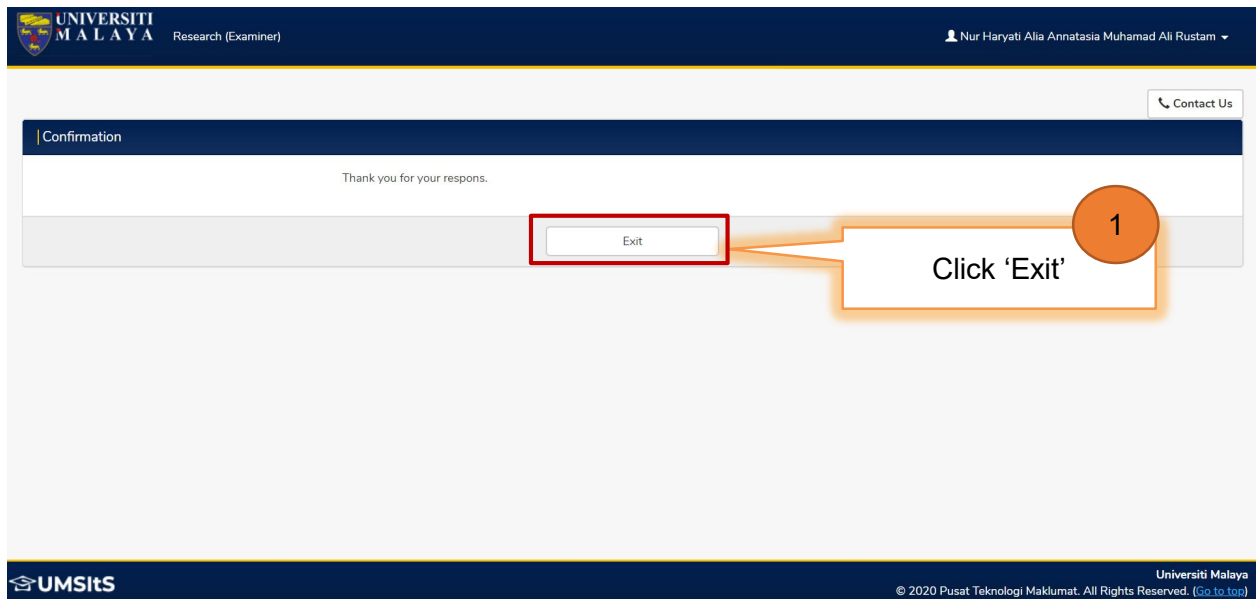 UNIVERSITI
MALAYA
Research (Examiner)
Nur Haryati Alia Annatasia Muhamad Ali Rustam
Contact Us
Confirmation
Thank you for your respons.
Exit
1
Click ‘Exit’
UMSItS
Universiti Malaya
© 2020 Pusat Teknologi Maklumat. All Rights Reserved. (Go to top)